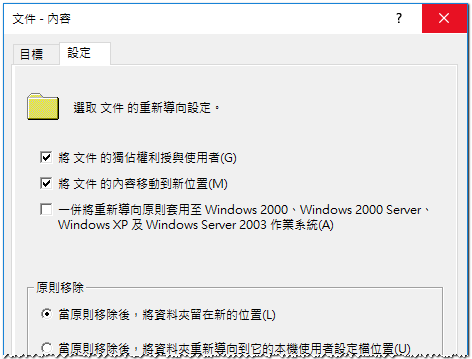 文件 - 內容
?
目標
設定
選取 文件 的重新導向設定。
將 文件 的獨佔權利授與使用者(G)
將 文件 的內容移動到新位置(M)
一併將重新導向原則套用至 Windows 2000、Windows 2000 Server、
Windows XP 及 Windows Server 2003 作業系統(A)
原則移除
當原則移除後，將資料夾留在新的位置(L)
當原則移除後，將資料夾重新導向到它的本機使用者設定檔位置(U)